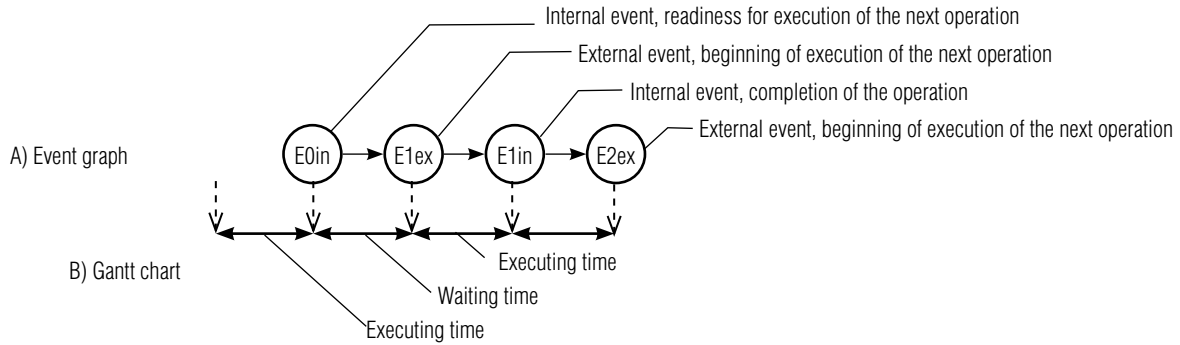 Internal event, readiness for execution of the next operation
External event, beginning of execution of the next operation
Internal event, completion of the operation
External event, beginning of execution of the next operation
A) Event graph
E0in
E1ex
E1in
E2ex
B) Gantt chart
Executing time
Waiting time
Executing time